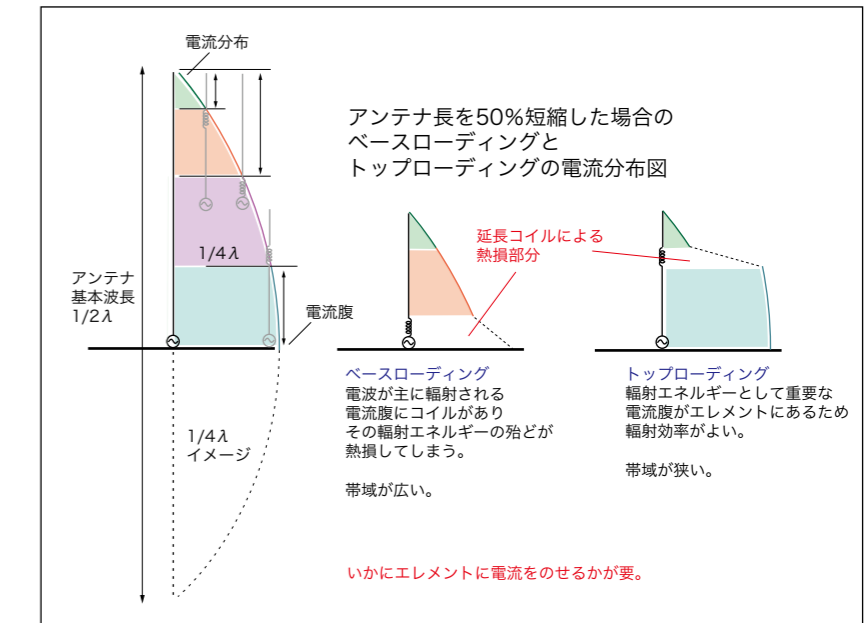 電流分布
アンテナ長を50%短縮した場合の
ベースローディングと
トップローディングの電流分布図
1/4λ
アンテナ
基本波長
1/2λ
電流腹
延長コイルによる
熱損部分
ベースローディング
電波が主に輻射される
電流腹にコイルがあり
その輻射エネルギーの殆どが
熱損してしまう。
帯域が広い。
トップローディング
輻射エネルギーとして重要な
電流腹がエレメントにあるため
輻射効率がよい。
帯域が狭い。
1/4λ
イメージ
いかにエレメントに電流をのせるかが要。